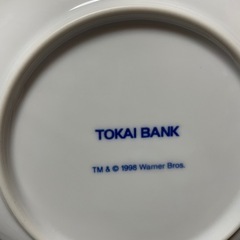 TOKAI BANK
TM & © 1998 Warner Bros.